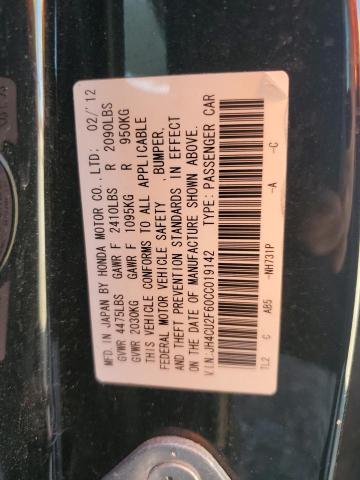 MFD. IN JAPAN BY HONDA MOTOR CO., LTD. 02/'12
GVWR 4475LBS GAWR F 2410LBS R 2090LBS
GVWR 2030KG GAWR F 1095KG R 950KG
THIS VEHICLE CONFORMS TO ALL APPLICABLE
FEDERAL MOTOR VEHICLE SAFETY ,BUMPER,
AND THEFT PREVENTION STANDARDS IN EFFECT
ON THE DATE OF MANUFACTURE SHOWN ABOVE.
V.I.N.:JH4CU2F60CC019142 TYPE:PASSENGER CAR
-NH731P -A -C
TL2 C AB5